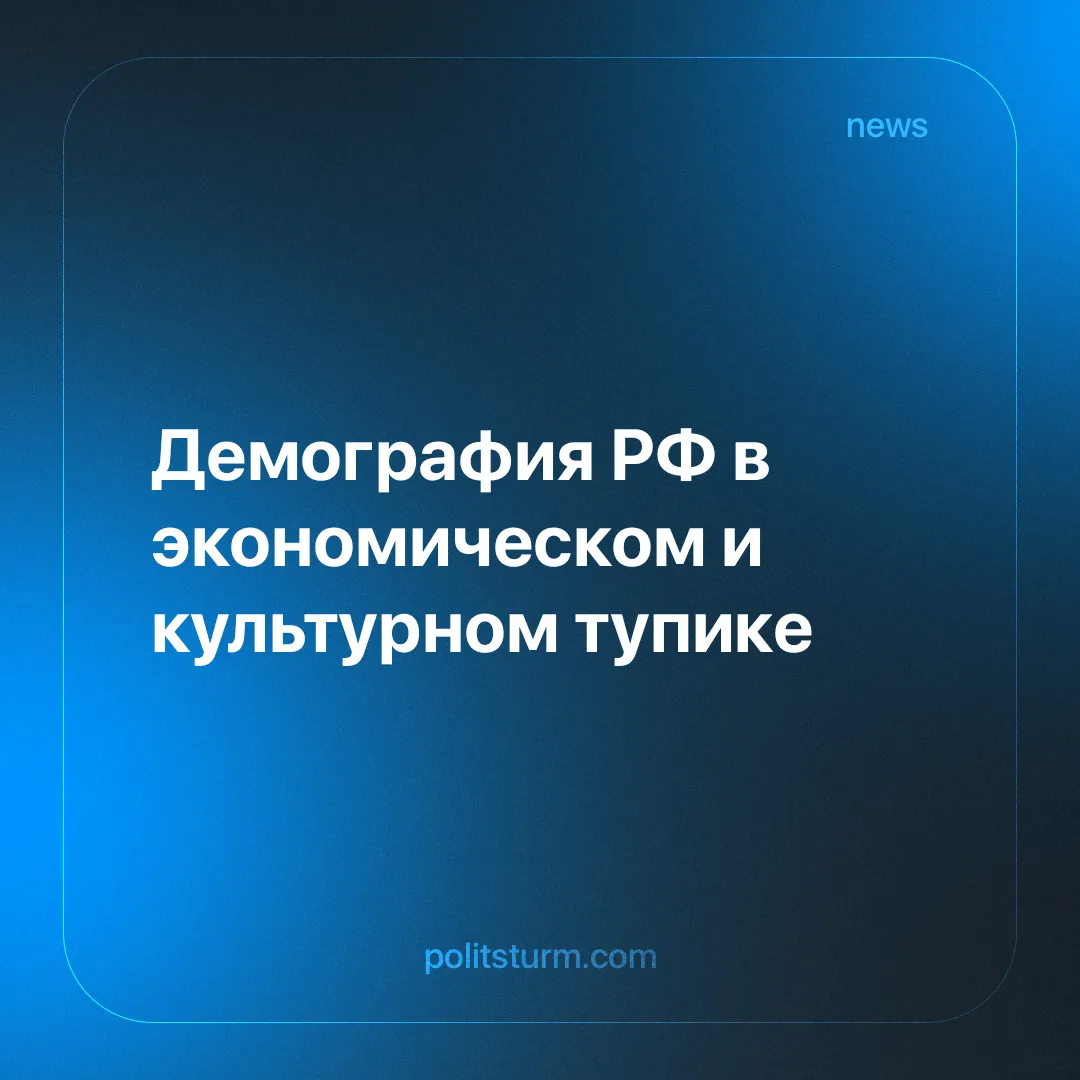 news
Демография РФ в
экономическом и
культурном тупике
politsturm.com